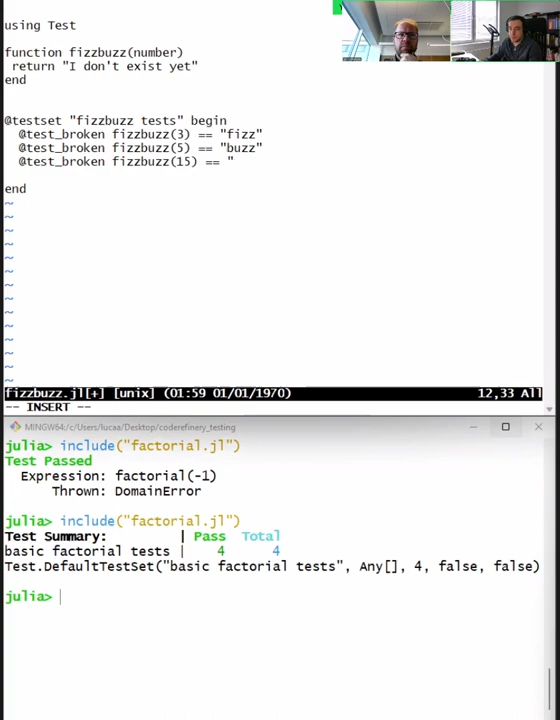 using Test
function fizzbuzz(number)
 return "I don't exist yet"
end
@testset "fizzbuzz tests" begin
  @test_broken fizzbuzz(3) == "fizz"
  @test_broken fizzbuzz(5) == "buzz"
  @test_broken fizzbuzz(15) == "
end
~
~
~
~
~
~
~
~
~
~
~
~
~
~
fizzbuzz.jl[+] [unix] (01:59 01/01/1970) 12,33 All
-- INSERT --
MINGW64:/c/Users/lucaa/Desktop/coderefinery_testing
julia> include("factorial.jl")
Test Passed
  Expression: factorial(-1)
      Thrown: DomainError
julia> include("factorial.jl")
Test Summary: | Pass Total
basic factorial tests | 4 4
Test.DefaultTestSet("basic factorial tests", Any[], 4, false, false)
julia>